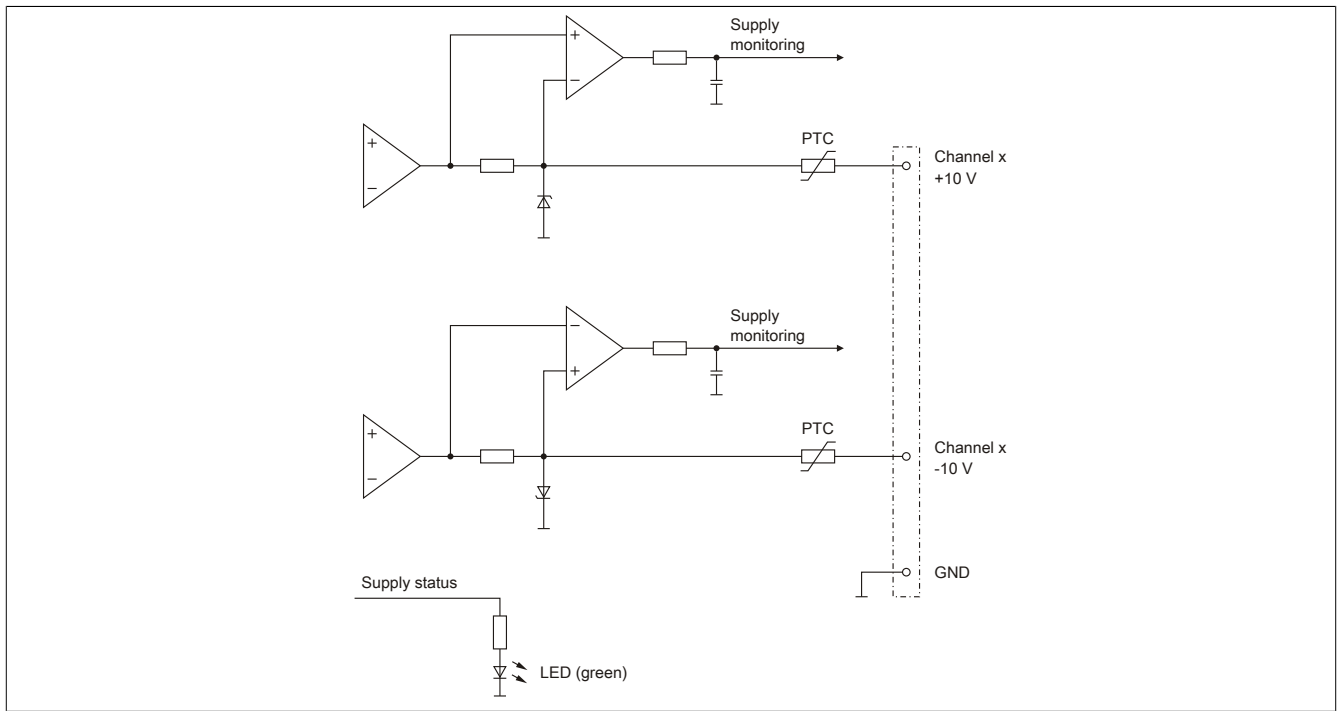 Supply
monitoring
+
−
PTC
+
−
Channel x
+10 V
Supply
monitoring
−
+
PTC
+
−
Channel x
-10 V
GND
Supply status
LED (green)